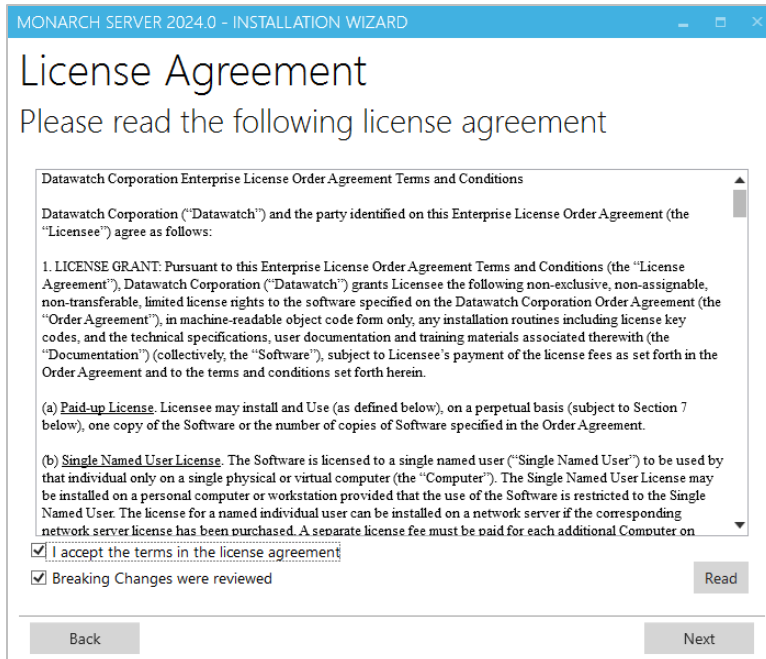 MONARCH SERVER 2024.0 - INSTALLATION WIZARD
License Agreement
Please read the following license agreement
Datawatch Corporation Enterprise License Order Agreement Terms and Conditions
Datawatch Corporation (“Datawatch”) and the party identified on this Enterprise License Order Agreement (the
“Licensee”) agree as follows:
1. LICENSE GRANT: Pursuant to this Enterprise License Order Agreement Terms and Conditions (the “License
Agreement”), Datawatch Corporation (“Datawatch”) grants Licensee the following non-exclusive, non-assignable,
non-transferable, limited license rights to the software specified on the Datawatch Corporation Order Agreement (the
“Order Agreement”), in machine-readable object code form only, any installation routines including license key
codes, and the technical specifications, user documentation and training materials associated therewith (the
“Documentation”) (collectively, the “Software”), subject to Licensee’s payment of the license fees as set forth in the
Order Agreement and to the terms and conditions set forth herein.
(a) Paid-up License. Licensee may install and Use (as defined below), on a perpetual basis (subject to Section 7
below), one copy of the Software or the number of copies of Software specified in the Order Agreement.
(b) Single Named User License. The Software is licensed to a single named user (“Single Named User”) to be used by
that individual only on a single physical or virtual computer (the “Computer”). The Single Named User License may
be installed on a personal computer or workstation provided that the use of the Software is restricted to the Single
Named User. The license for a named individual user can be installed on a network server if the corresponding
network server license has been purchased. A separate license fee must be paid for each additional Computer on
I accept the terms in the license agreement
Breaking Changes were reviewed
Read
Back
Next